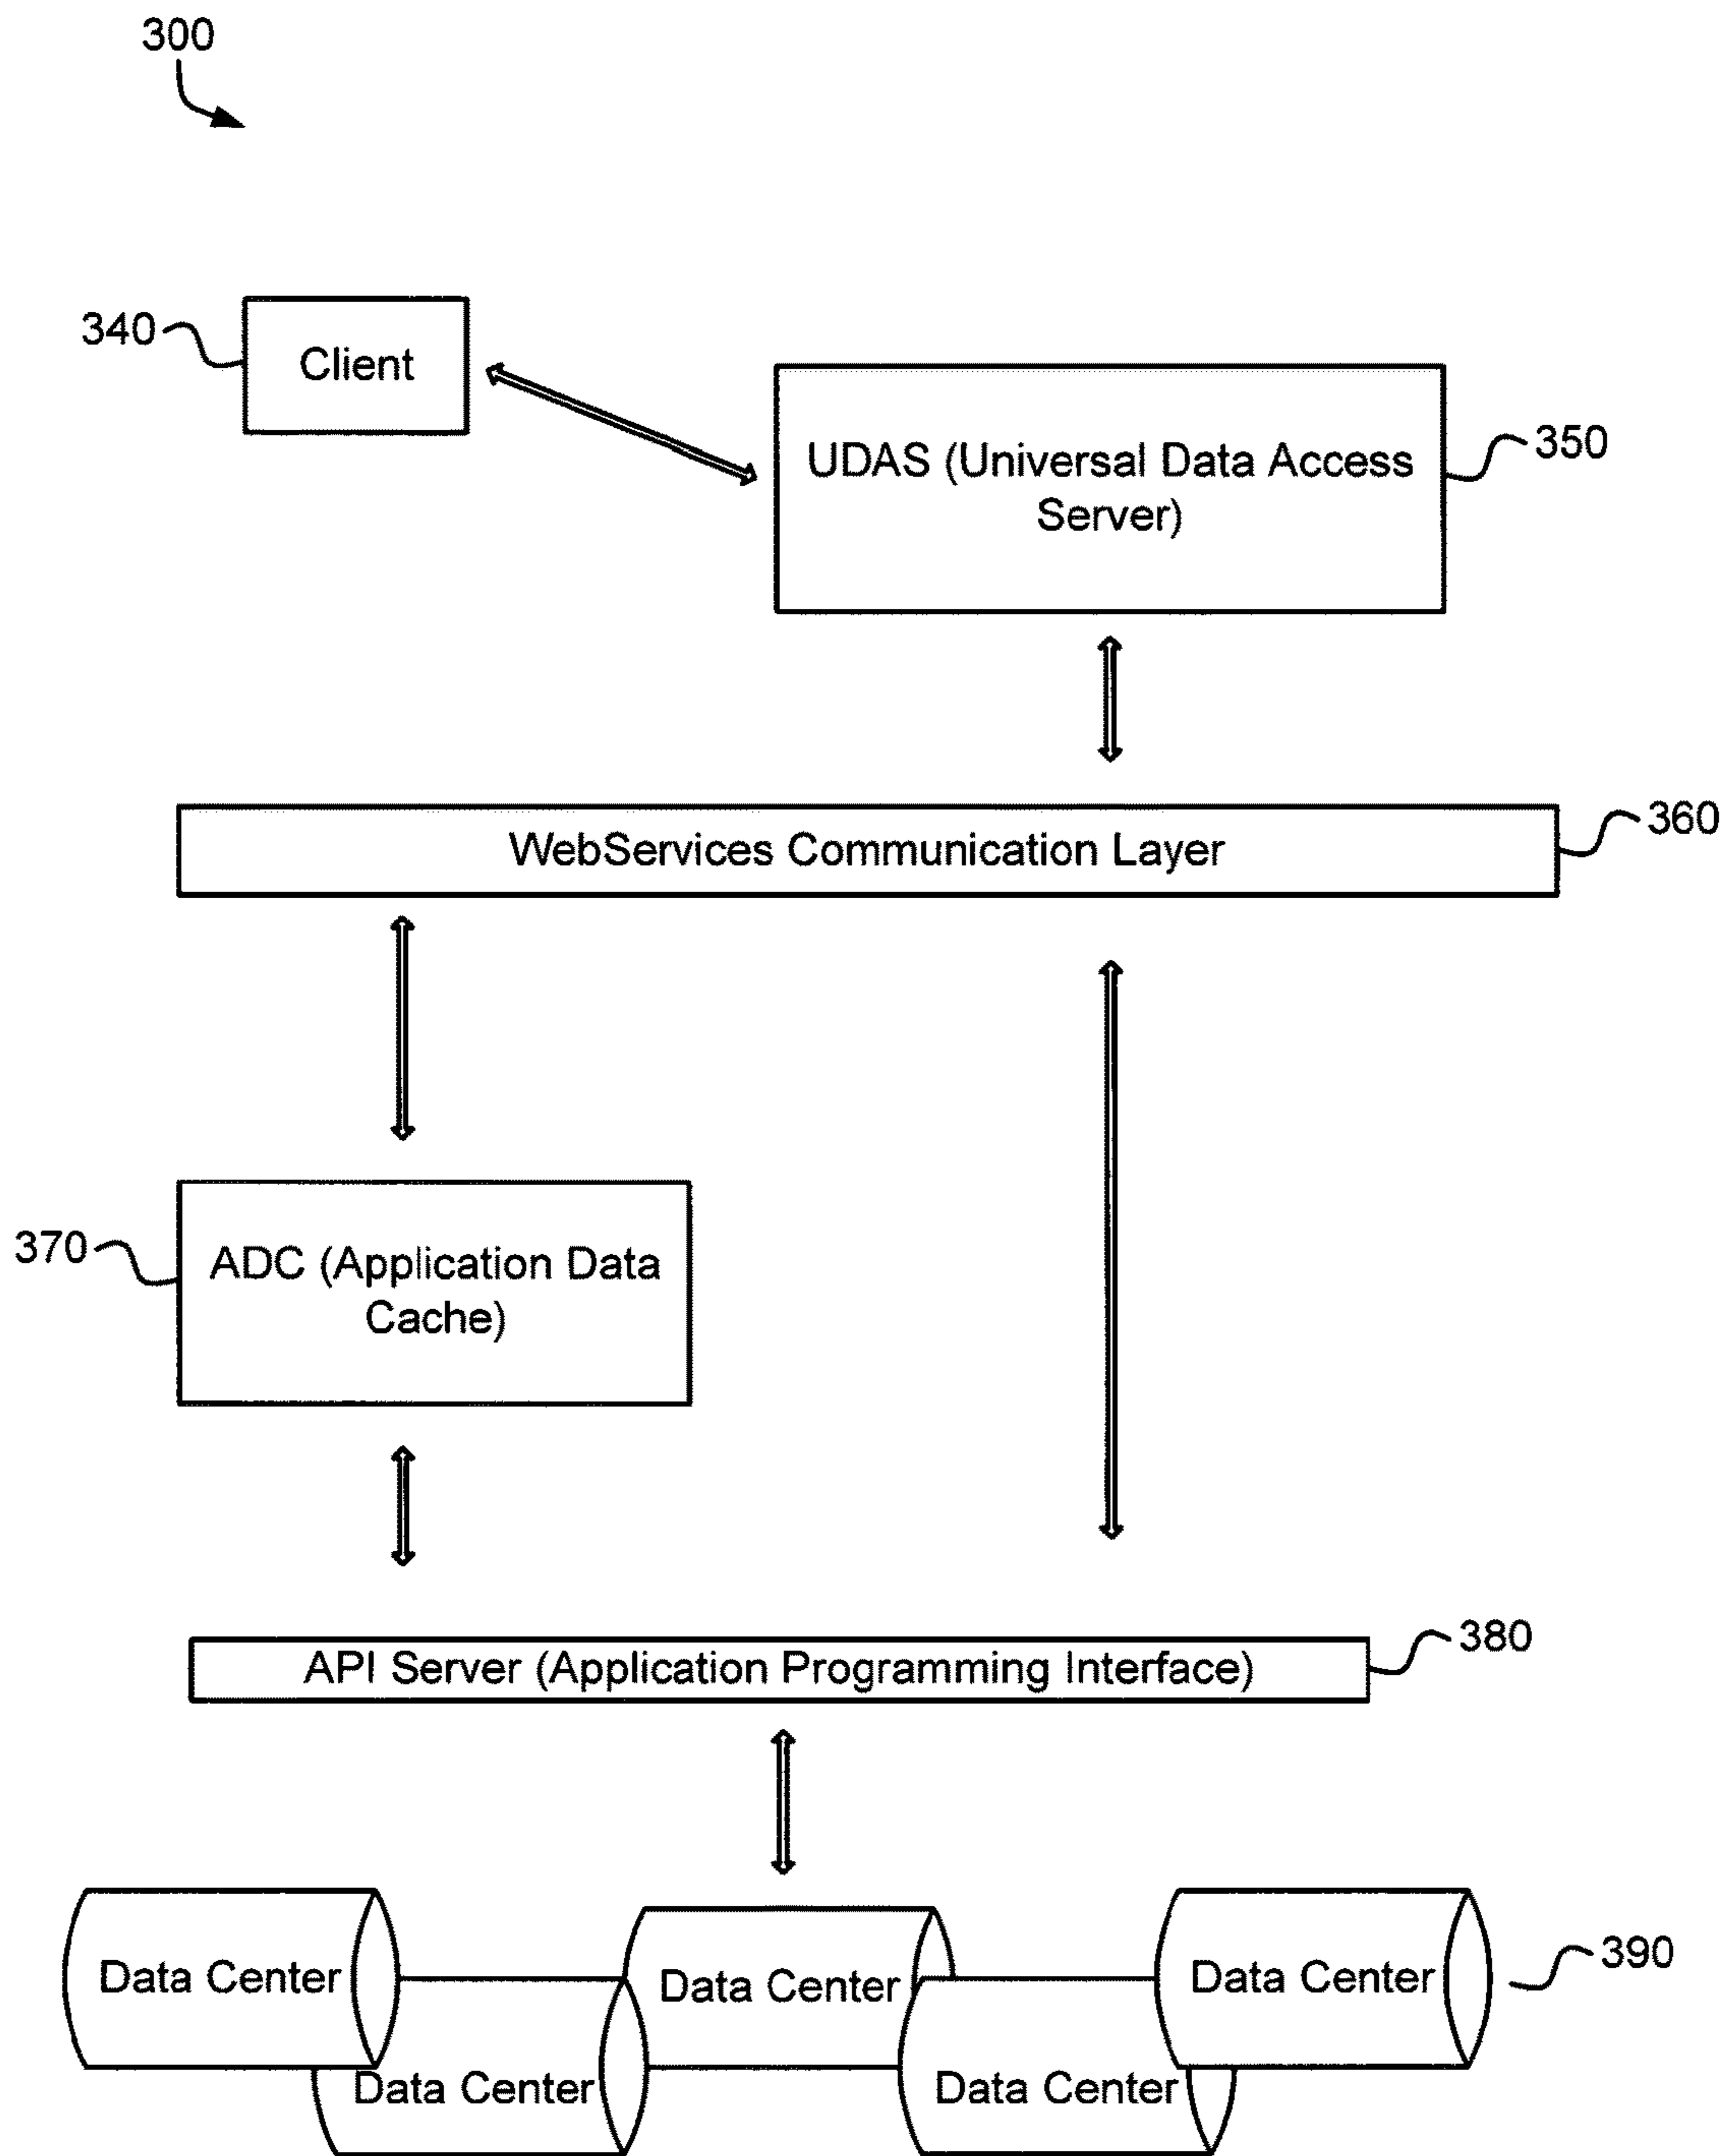 300
340
Client
UDAS (Universal Data Access
Server)
350
WebServices Communication Layer
360
370
ADC (Application Data
Cache)
API Server (Application Programming Interface)
380
Data Center
Data Center
Data Center
390
Data Center
Data Center